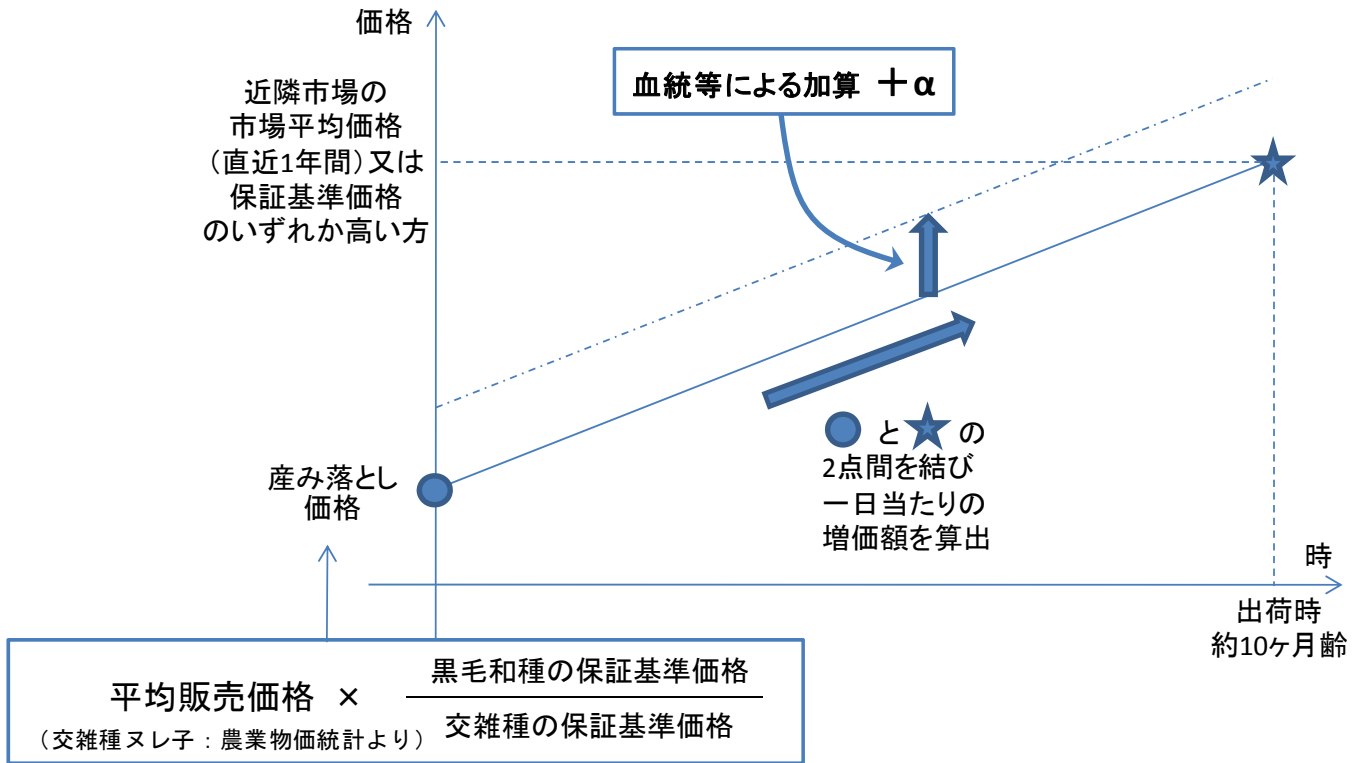 価格
血統等による加算 ＋α
近隣市場の
市場平均価格
（直近1年間）又は
保証基準価格
のいずれか高い方
と の
2点間を結び
一日当たりの
増価額を算出
産み落とし
価格
時
出荷時
約10ヶ月齢
平均販売価格 ×
（交雑種ヌレ子：農業物価統計より）
黒毛和種の保証基準価格
交雑種の保証基準価格